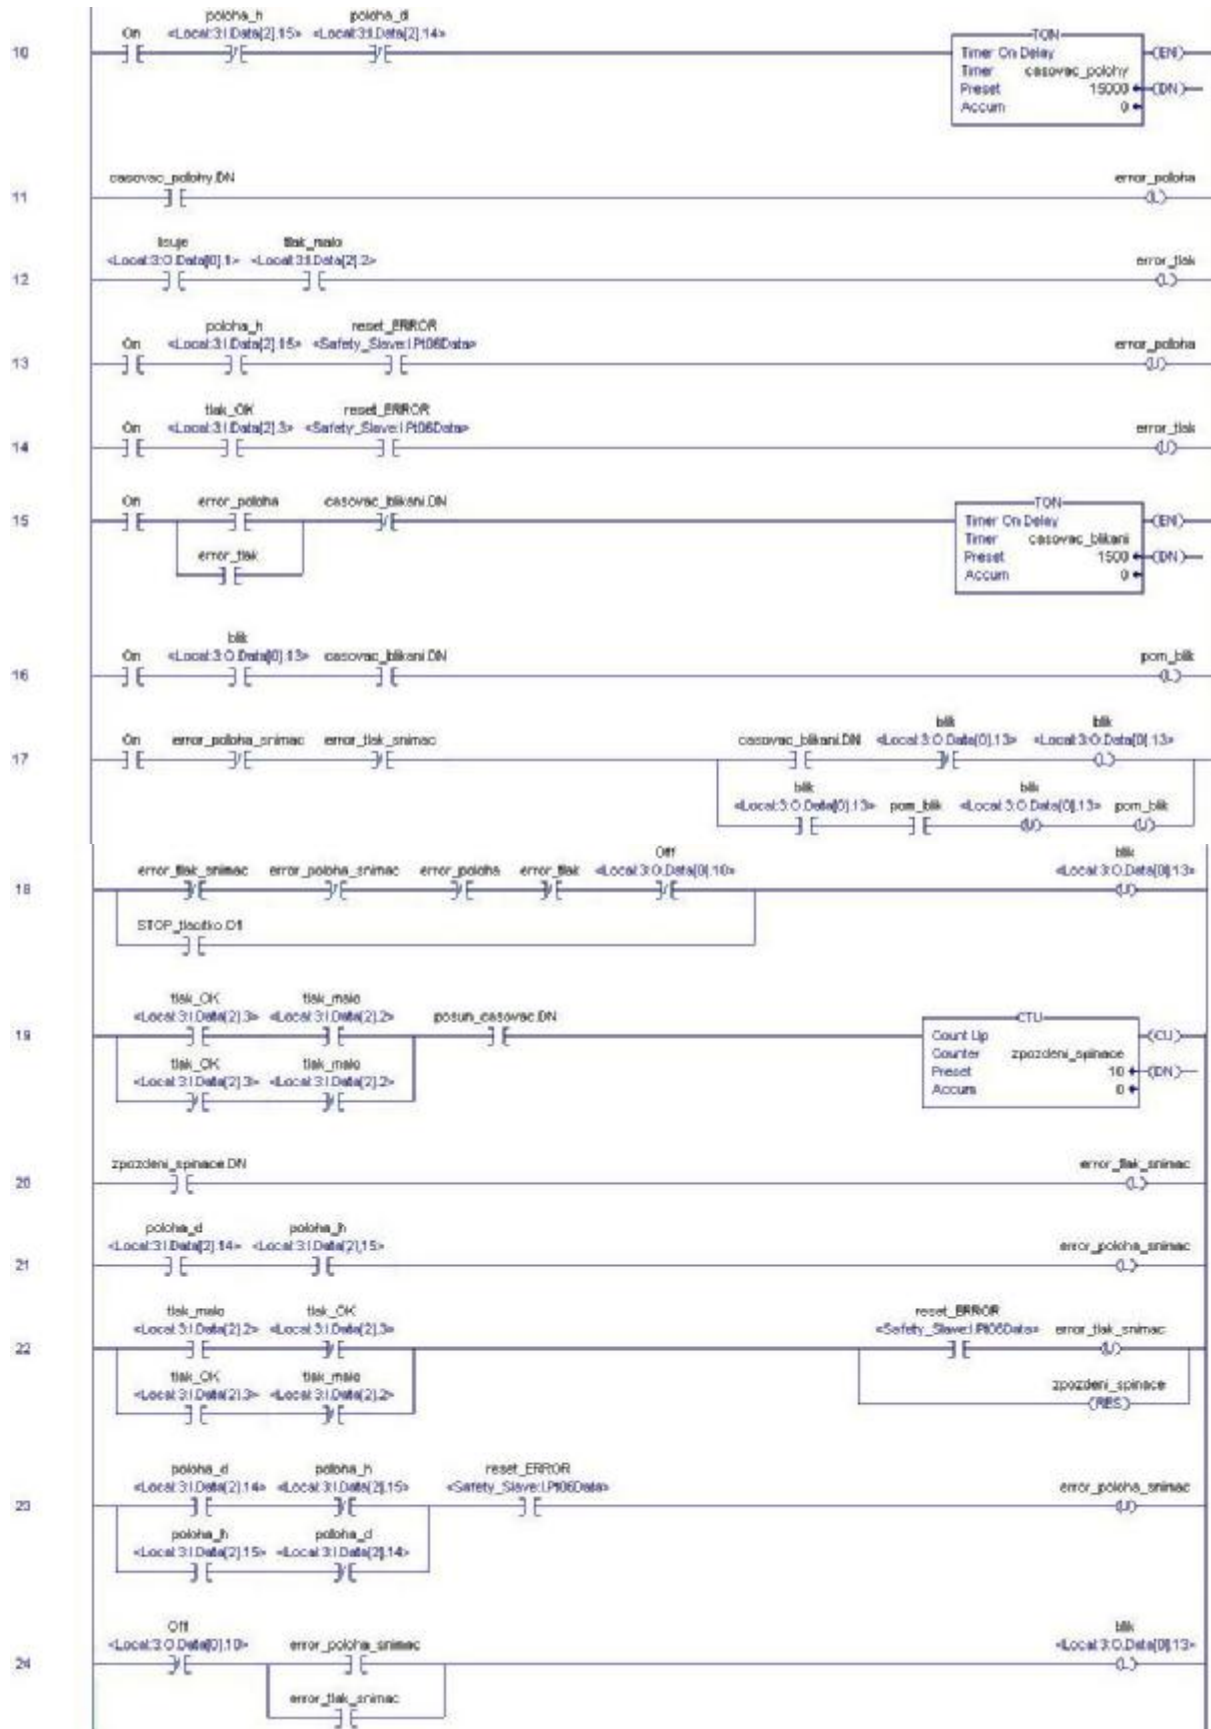 poloha_h poloha_d
On <Local:3:I.Data[2].15> <Local:3:I.Data[2].14>
10
TON
Timer On Delay
Timer casovac_polohy
Preset 15000
Accum 0
(EN)
(DN)
casovac_polohy.DN error_poloha
11 (L)
lisuje tlak_malo
<Local:3:O.Data[0].1> <Local:3:I.Data[2].2> error_tlak
12 (L)
poloha_h reset_ERROR
On <Local:3:I.Data[2].15> <Safety_Slave:I.Pt06Data> error_poloha
13 (U)
tlak_OK reset_ERROR
On <Local:3:I.Data[2].3> <Safety_Slave:I.Pt06Data> error_tlak
14 (U)
On error_poloha casovac_blikani.DN
15
error_tlak
TON
Timer On Delay
Timer casovac_blikani
Preset 1500
Accum 0
(EN)
(DN)
blik
On <Local:3:O.Data[0].13> casovac_blikani.DN pom_blik
16 (L)
blik blik
On error_poloha_snimac error_tlak_snimac casovac_blikani.DN <Local:3:O.Data[0].13> <Local:3:O.Data[0].13>
17 (L)
blik blik
<Local:3:O.Data[0].13> pom_blik <Local:3:O.Data[0].13> pom_blik
(U) (U)
Off blik
error_tlak_snimac error_poloha_snimac error_poloha error_tlak <Local:3:O.Data[0].10> <Local:3:O.Data[0].13>
18 (U)
STOP_tlacitko.O1
tlak_OK tlak_malo
<Local:3:I.Data[2].3> <Local:3:I.Data[2].2> posun_casovac.DN
19
tlak_OK tlak_malo
<Local:3:I.Data[2].3> <Local:3:I.Data[2].2>
CTU
Count Up
Counter zpozdeni_spinace
Preset 10
Accum 0
(CU)
(DN)
zpozdeni_spinace.DN error_tlak_snimac
20 (L)
poloha_d poloha_h
<Local:3:I.Data[2].14> <Local:3:I.Data[2].15> error_poloha_snimac
21 (L)
tlak_malo tlak_OK reset_ERROR
<Local:3:I.Data[2].2> <Local:3:I.Data[2].3> <Safety_Slave:I.Pt06Data> error_tlak_snimac
22 (U)
tlak_OK tlak_malo zpozdeni_spinace
<Local:3:I.Data[2].3> <Local:3:I.Data[2].2> (RES)
poloha_d poloha_h reset_ERROR
<Local:3:I.Data[2].14> <Local:3:I.Data[2].15> <Safety_Slave:I.Pt06Data> error_poloha_snimac
23 (U)
poloha_h poloha_d
<Local:3:I.Data[2].15> <Local:3:I.Data[2].14>
Off blik
<Local:3:O.Data[0].10> error_poloha_snimac <Local:3:O.Data[0].13>
24 (L)
error_tlak_snimac